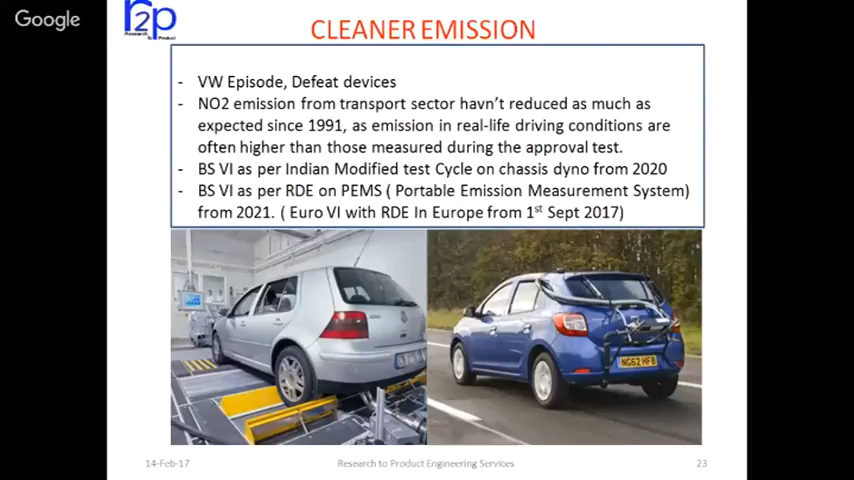 Google
r2p
Research to Product
CLEANER EMISSION
- VW Episode, Defeat devices
- NO2 emission from transport sector havn't reduced as much as
expected since 1991, as emission in real-life driving conditions are
often higher than those measured during the approval test.
- BS VI as per Indian Modified test Cycle on chassis dyno from 2020
- BS VI as per RDE on PEMS ( Portable Emission Measurement System)
from 2021. ( Euro VI with RDE In Europe from 1st Sept 2017)
NG62 HFB
14-Feb-17
Research to Product Engineering Services
23